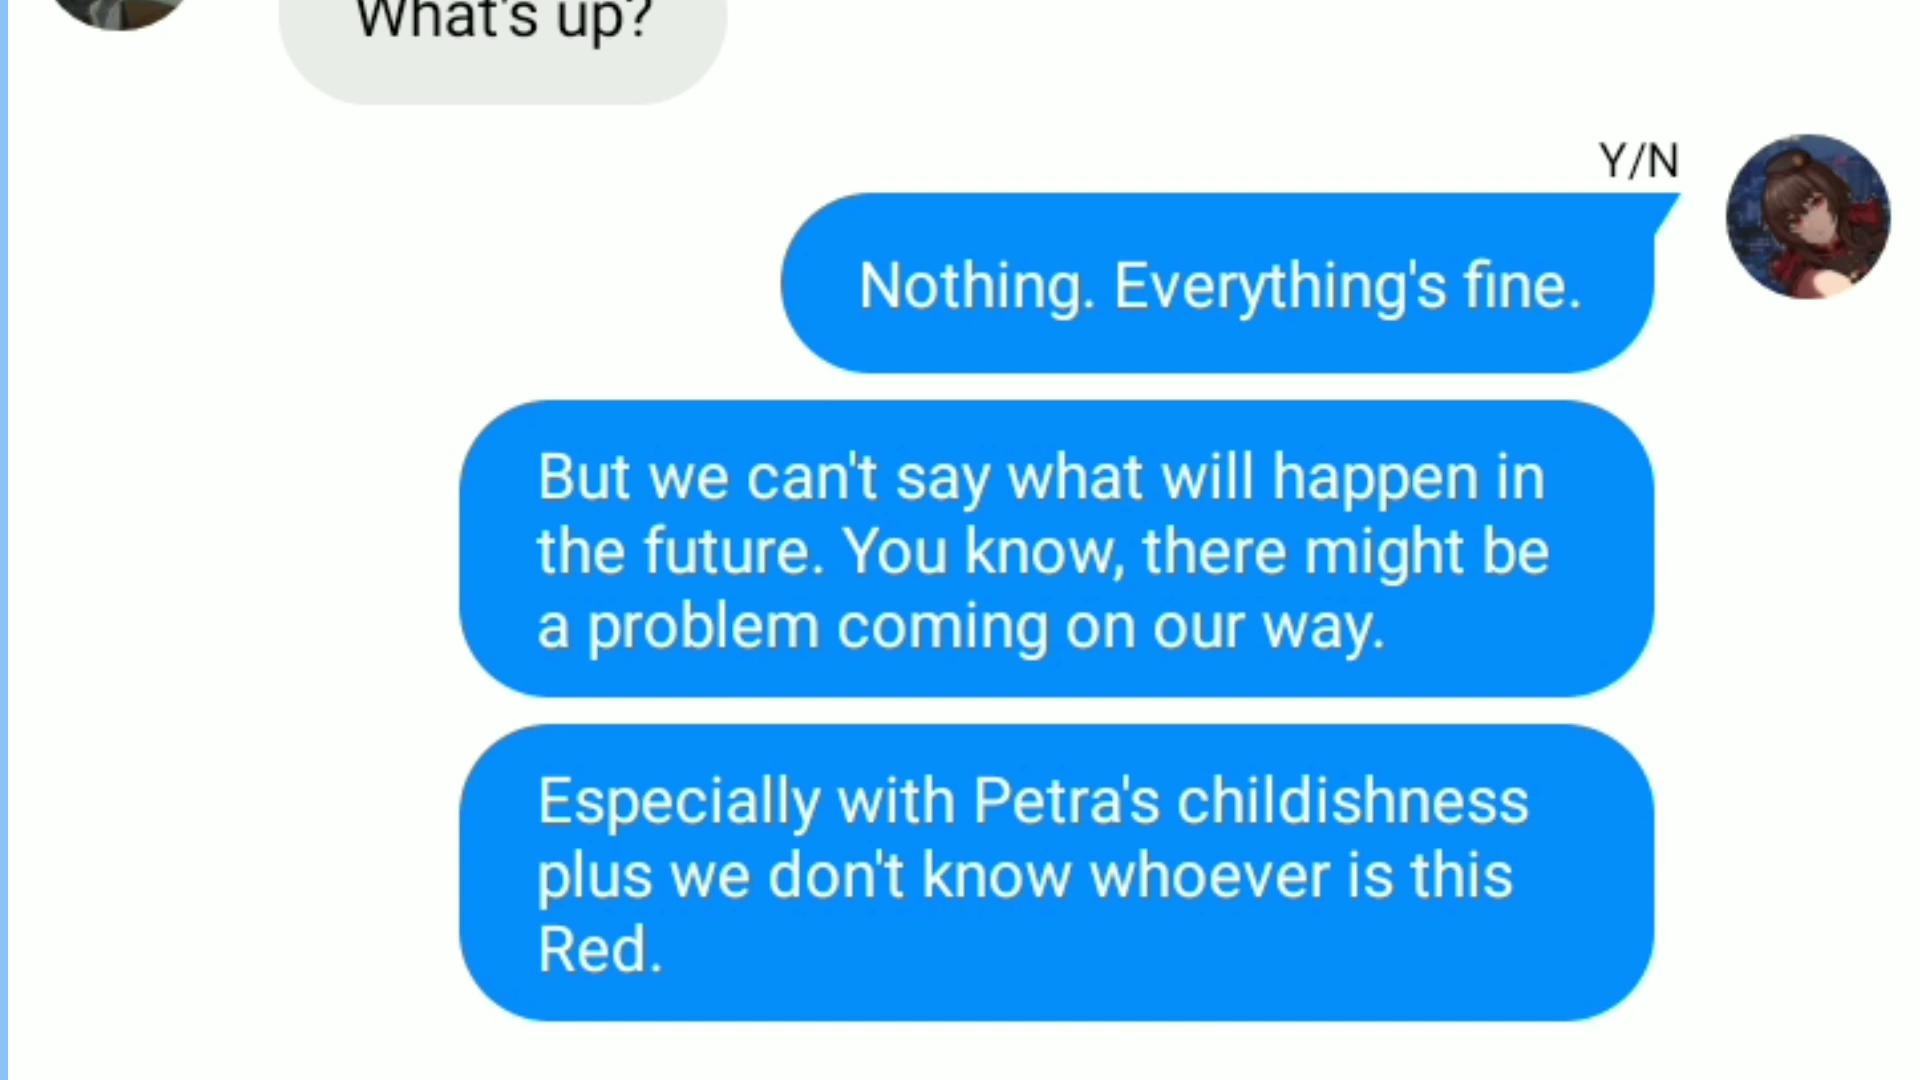 What's up?
Y/N
Nothing. Everything's fine.
But we can't say what will happen in
the future. You know, there might be
a problem coming on our way.
Especially with Petra's childishness
plus we don't know whoever is this
Red.